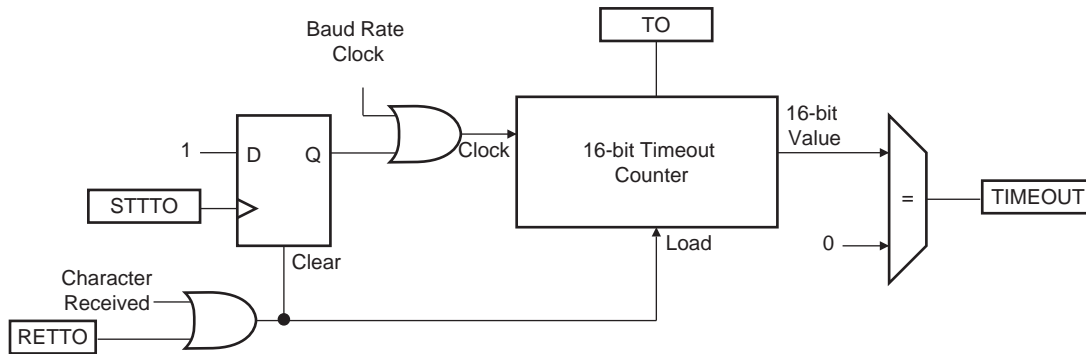 TO
Baud Rate
Clock
16-bit
Value
1
D
Q
Clock
16-bit Timeout
Counter
STTTO
=
TIMEOUT
Clear
Load
0
Character
Received
RETTO